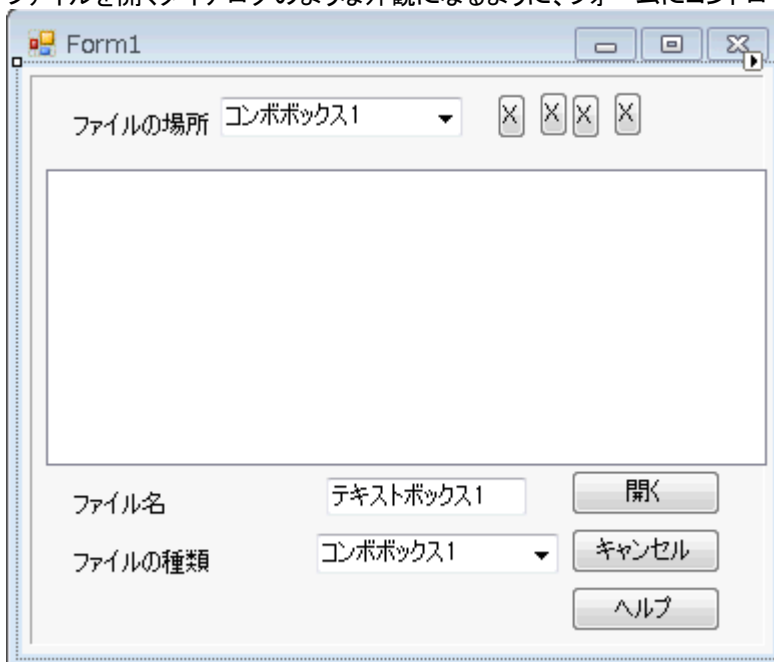 ファイルを開くダイアログのような外観になるように、フォームにコントロ
Form1
ファイルの場所 コンボボックス1 X X X X
ファイル名 テキストボックス1 開く
ファイルの種類 コンボボックス1 キャンセル
ヘルプ